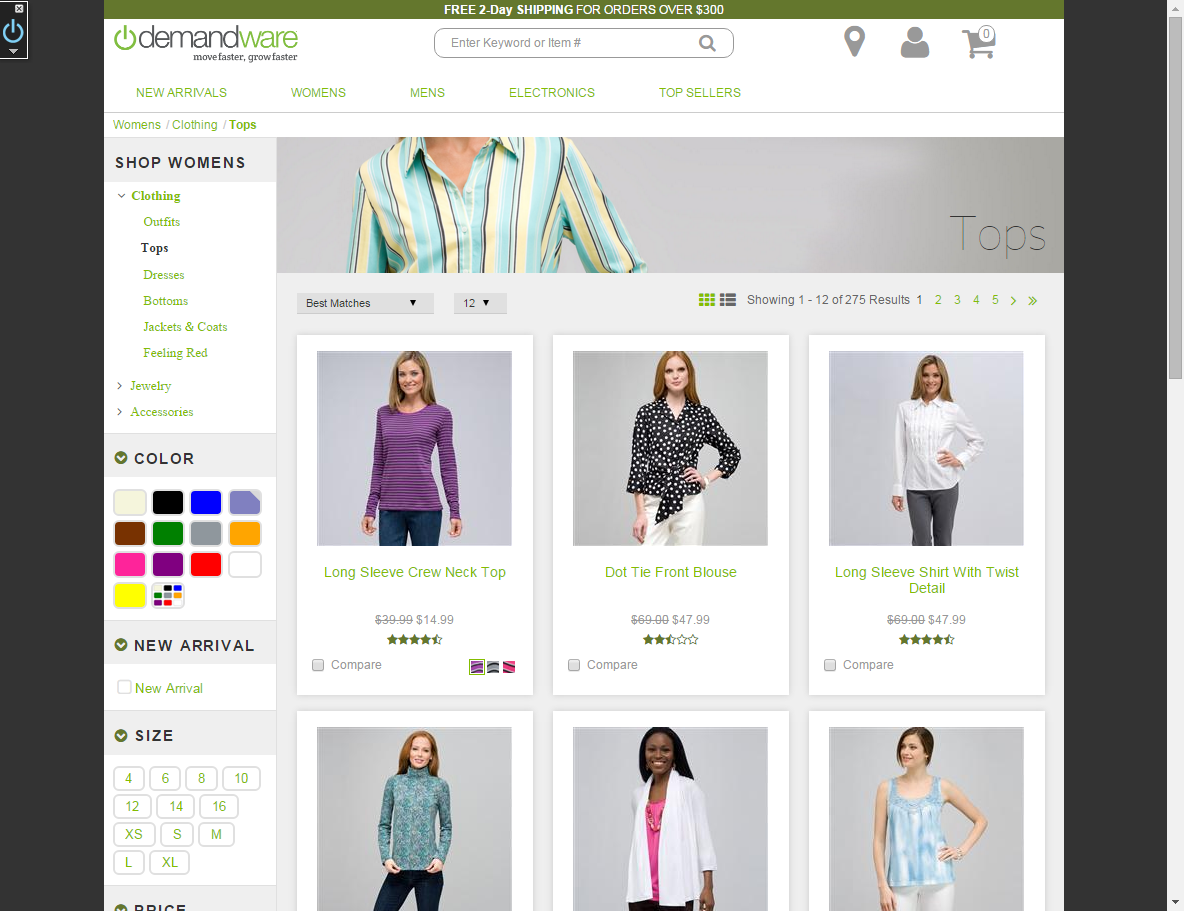 FREE 2-Day SHIPPING FOR ORDERS OVER $300
demandware
move faster, grow faster
Enter Keyword or Item #
0
NEW ARRIVALS WOMENS MENS ELECTRONICS TOP SELLERS
Womens / Clothing / Tops
SHOP WOMENS
Clothing
Outfits
Tops
Dresses
Bottoms
Jackets & Coats
Feeling Red
Jewelry
Accessories
COLOR
NEW ARRIVAL
New Arrival
SIZE
4 6 8 10
12 14 16
XS S M
L XL
PRICE
Tops
Best Matches 12 Showing 1 - 12 of 275 Results 1 2 3 4 5 > »
Long Sleeve Crew Neck Top
$39.99 $14.99
Compare
Dot Tie Front Blouse
$69.00 $47.99
Compare
Long Sleeve Shirt With Twist
Detail
$69.00 $47.99
Compare